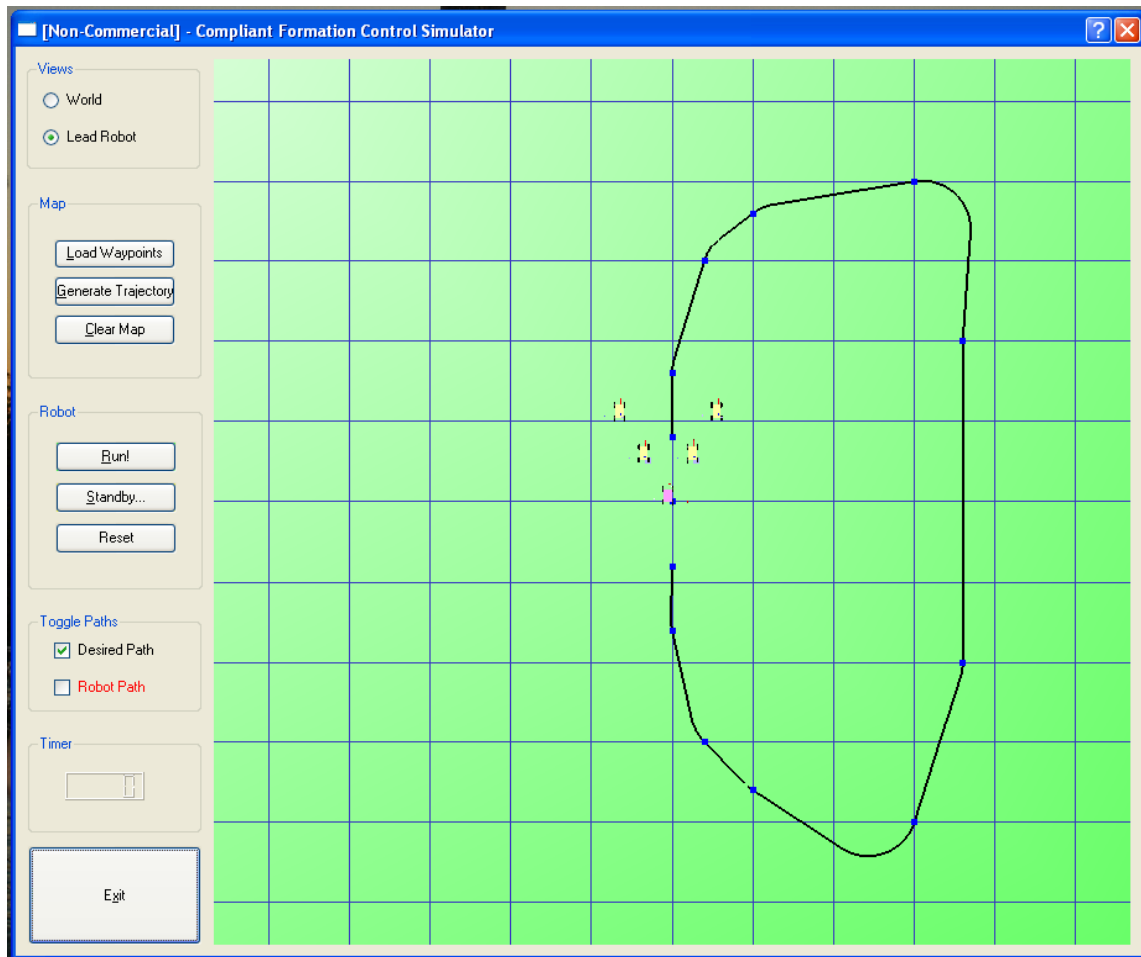 [Non-Commercial] - Compliant Formation Control Simulator
Views
World
Lead Robot
Map
Load Waypoints
Generate Trajectory
Clear Map
Robot
Run!
Standby...
Reset
Toggle Paths
Desired Path
Robot Path
Timer
0
Exit